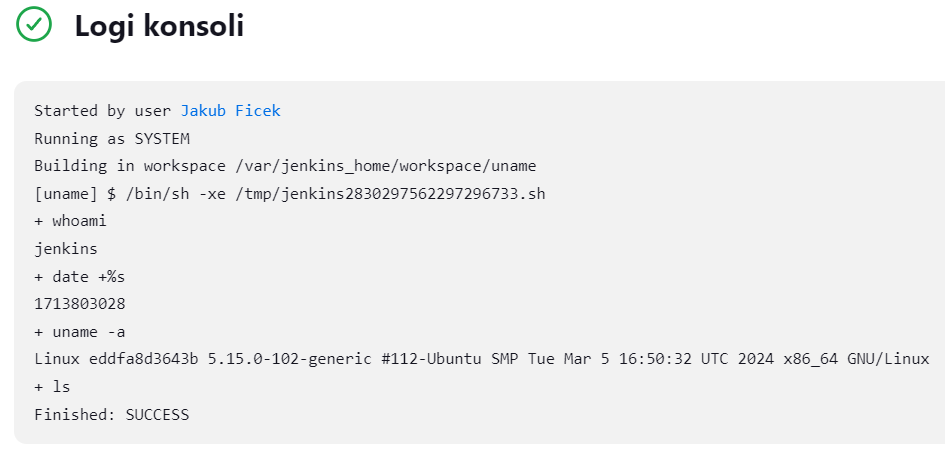 Logi konsoli
Started by user Jakub Ficek
Running as SYSTEM
Building in workspace /var/jenkins_home/workspace/uname
[uname] $ /bin/sh -xe /tmp/jenkins2830297562297296733.sh
+ whoami
jenkins
+ date +%s
1713803028
+ uname -a
Linux eddfa8d3643b 5.15.0-102-generic #112-Ubuntu SMP Tue Mar 5 16:50:32 UTC 2024 x86_64 GNU/Linux
+ ls
Finished: SUCCESS